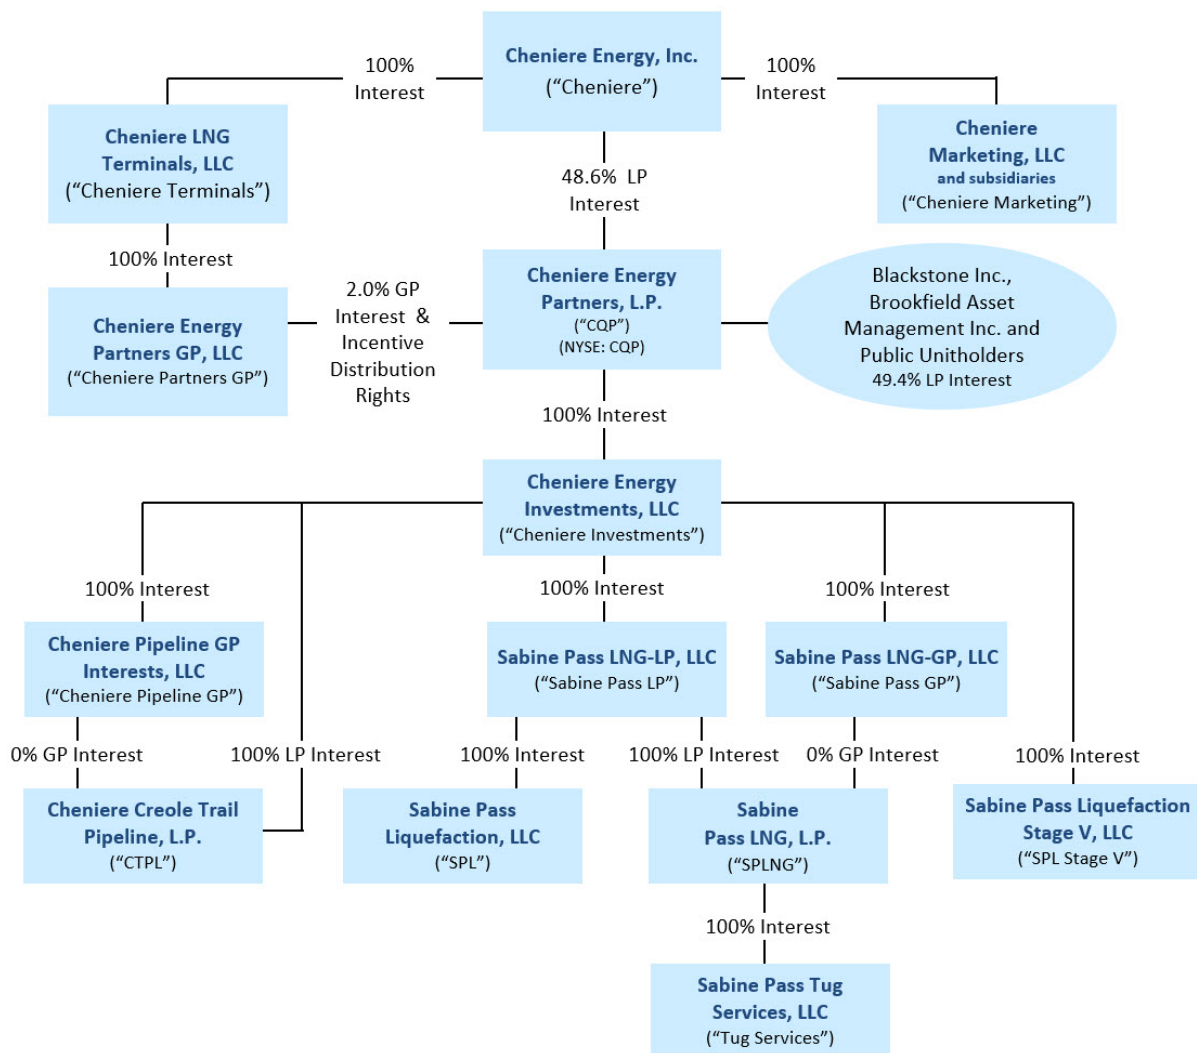 Cheniere Energy, Inc.
(“Cheniere”)
100%
Interest
100%
Interest
Cheniere LNG
Terminals, LLC
(“Cheniere Terminals”)
Cheniere
Marketing, LLC
and subsidiaries
(“Cheniere Marketing”)
48.6% LP
Interest
100% Interest
Cheniere Energy
Partners GP, LLC
(“Cheniere Partners GP”)
2.0% GP
Interest &
Incentive
Distribution
Rights
Cheniere Energy
Partners, L.P.
(“CQP”)
(NYSE: CQP)
Blackstone Inc.,
Brookfield Asset
Management Inc. and
Public Unitholders
49.4% LP Interest
100% Interest
Cheniere Energy
Investments, LLC
(“Cheniere Investments”)
100% Interest
100% Interest
100% Interest
Cheniere Pipeline GP
Interests, LLC
(“Cheniere Pipeline GP”)
Sabine Pass LNG-LP, LLC
(“Sabine Pass LP”)
Sabine Pass LNG-GP, LLC
(“Sabine Pass GP”)
0% GP Interest
100% LP Interest
100% Interest
100% LP Interest
0% GP Interest
100% Interest
Cheniere Creole Trail
Pipeline, L.P.
(“CTPL”)
Sabine Pass
Liquefaction, LLC
(“SPL”)
Sabine
Pass LNG, L.P.
(“SPLNG”)
Sabine Pass Liquefaction
Stage V, LLC
(“SPL Stage V”)
100% Interest
Sabine Pass Tug
Services, LLC
(“Tug Services”)